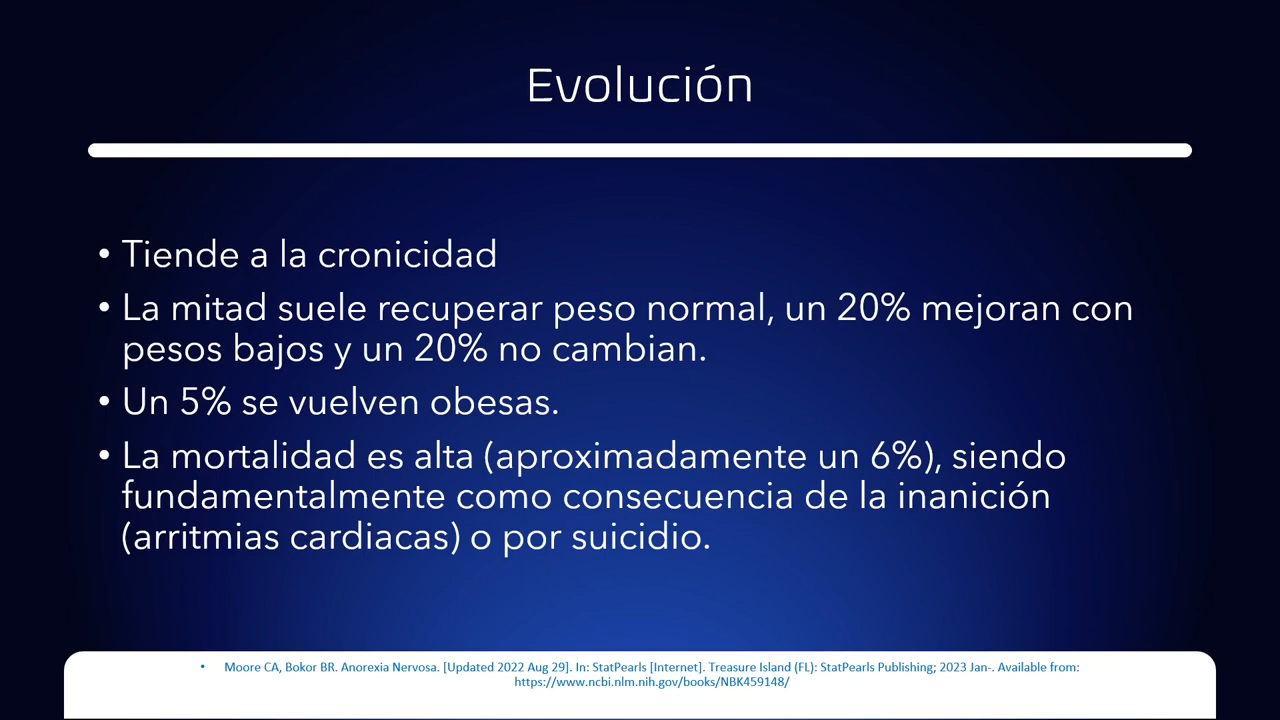 Evolución
• Tiende a la cronicidad
• La mitad suele recuperar peso normal, un 20% mejoran con
pesos bajos y un 20% no cambian.
• Un 5% se vuelven obesas.
• La mortalidad es alta (aproximadamente un 6%), siendo
fundamentalmente como consecuencia de la inanición
(arritmias cardiacas) o por suicidio.
• Moore CA, Bokor BR. Anorexia Nervosa. [Updated 2022 Aug 29]. In: StatPearls [Internet]. Treasure Island (FL): StatPearls Publishing; 2023 Jan-. Available from:
https://www.ncbi.nlm.nih.gov/books/NBK459148/